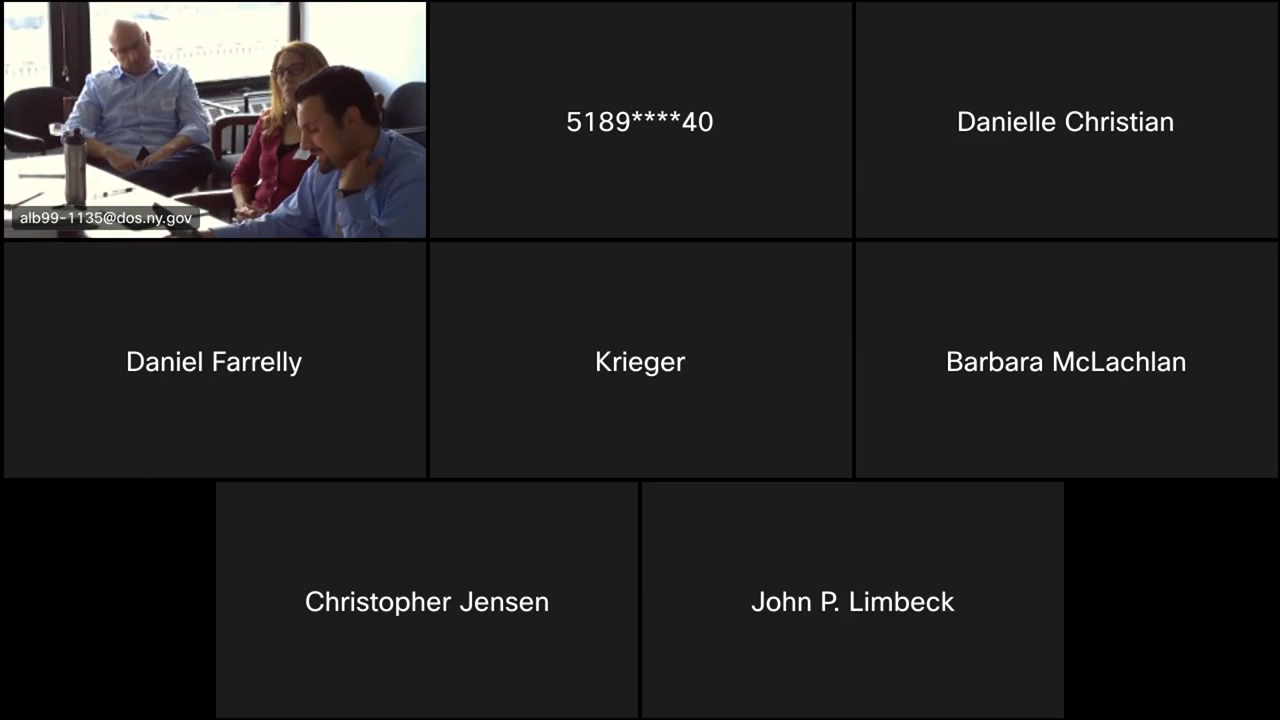 alb99-1135@dos.ny.gov
5189****40
Danielle Christian
Daniel Farrelly
Krieger
Barbara McLachlan
Christopher Jensen
John P. Limbeck